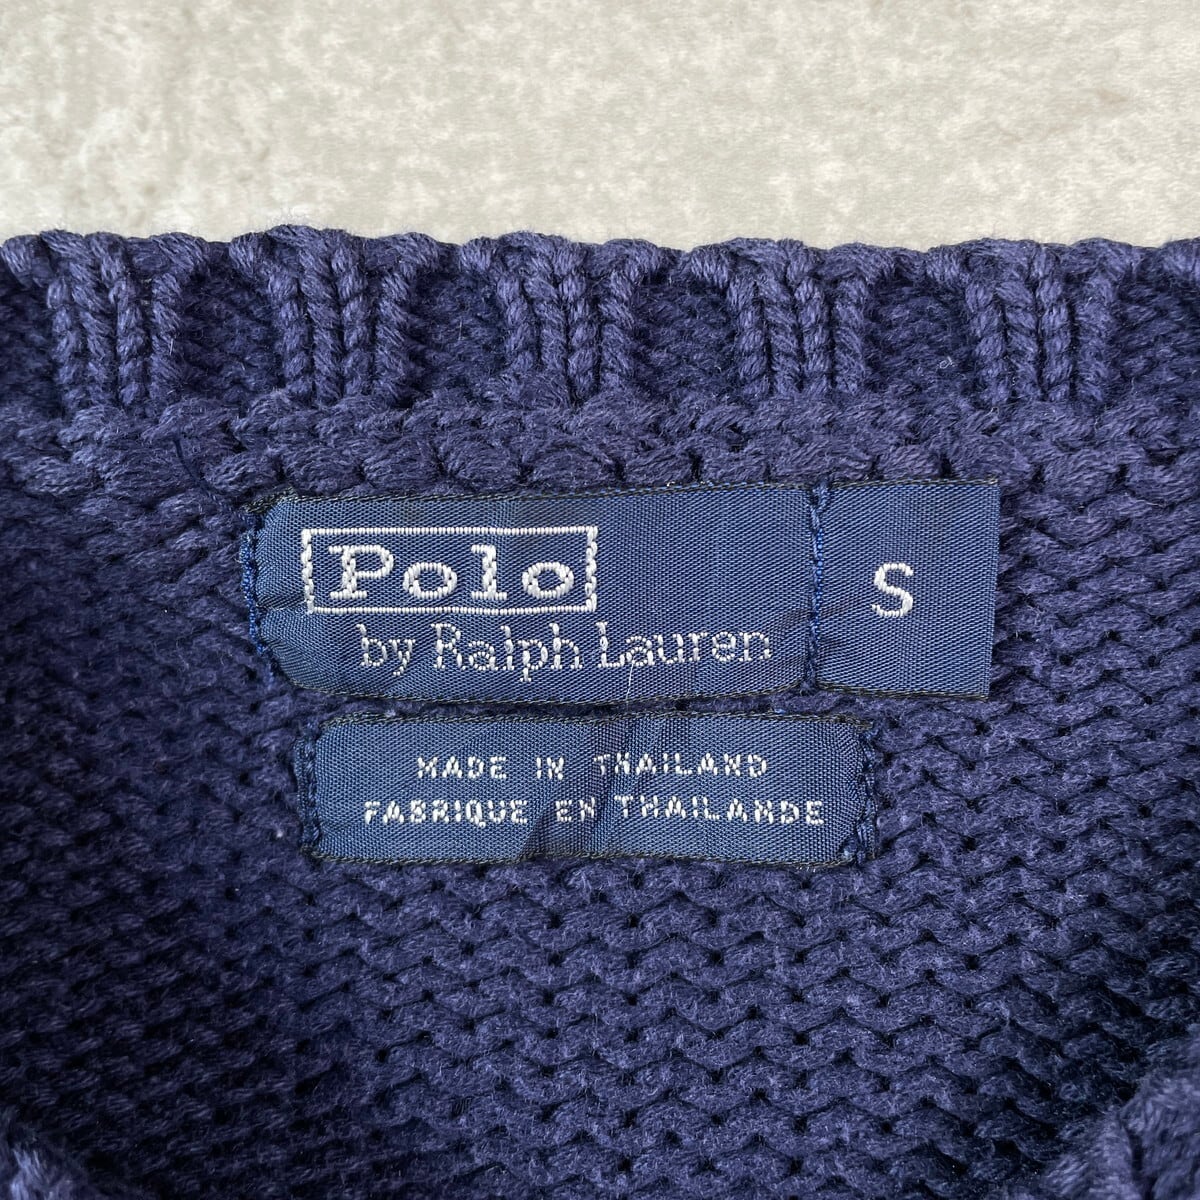 Polo
by Ralph Lauren
S
MADE IN THAILAND
FABRIQUE EN THAILANDE